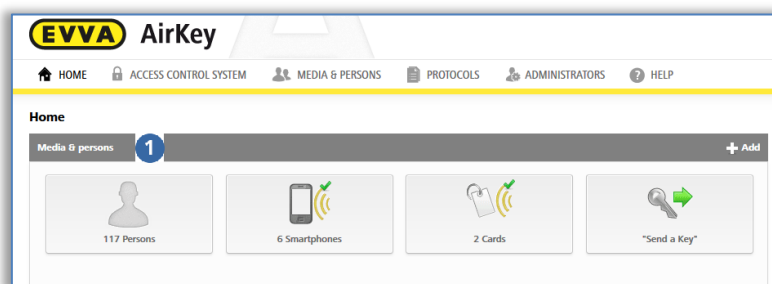 EVVA AirKey
HOME ACCESS CONTROL SYSTEM MEDIA & PERSONS PROTOCOLS ADMINISTRATORS ? HELP
Home
Media & persons 1 + Add
117 Persons 6 Smartphones 2 Cards "Send a Key"